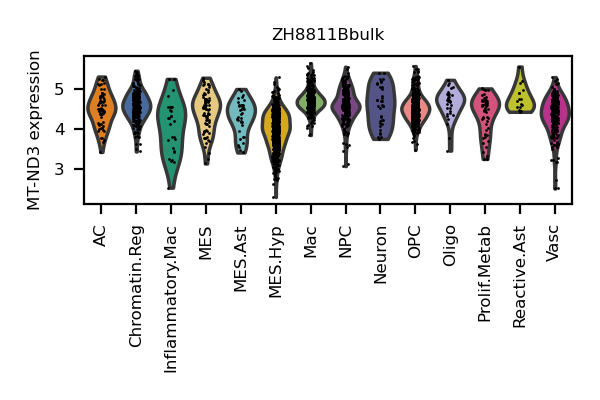 ZH8811Bbulk
MT-ND3 expression
5
4
3
AC
Chromatin.Reg
Inflammatory.Mac
MES
MES.Ast
MES.Hyp
Mac
NPC
Neuron
OPC
Oligo
Prolif.Metab
Reactive.Ast
Vasc